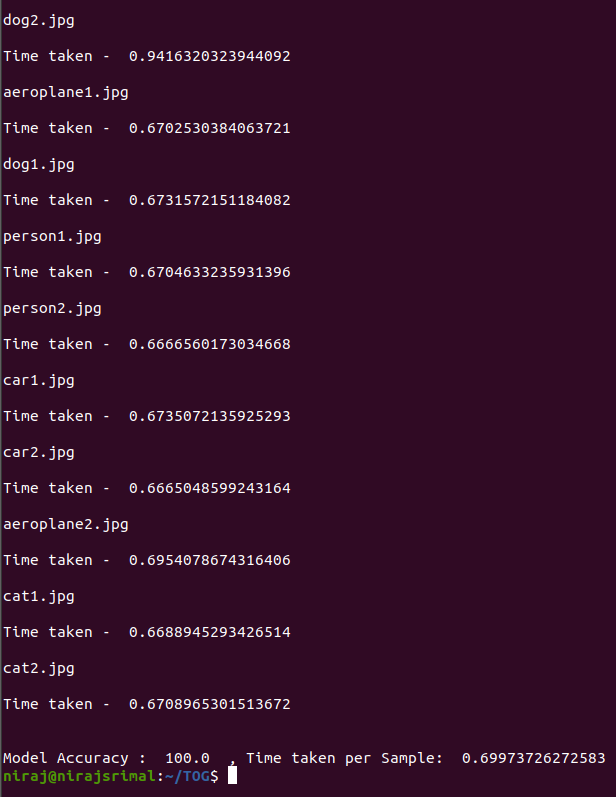 dog2.jpg
Time taken -  0.9416320323944092
aeroplane1.jpg
Time taken -  0.6702530384063721
dog1.jpg
Time taken -  0.6731572151184082
person1.jpg
Time taken -  0.6704633235931396
person2.jpg
Time taken -  0.6666560173034668
car1.jpg
Time taken -  0.6735072135925293
car2.jpg
Time taken -  0.6665048599243164
aeroplane2.jpg
Time taken -  0.6954078674316406
cat1.jpg
Time taken -  0.6688945293426514
cat2.jpg
Time taken -  0.6708965301513672
Model Accuracy :  100.0  , Time taken per Sample:  0.69973726272583
niraj@nirajsrimal:~/TOG$